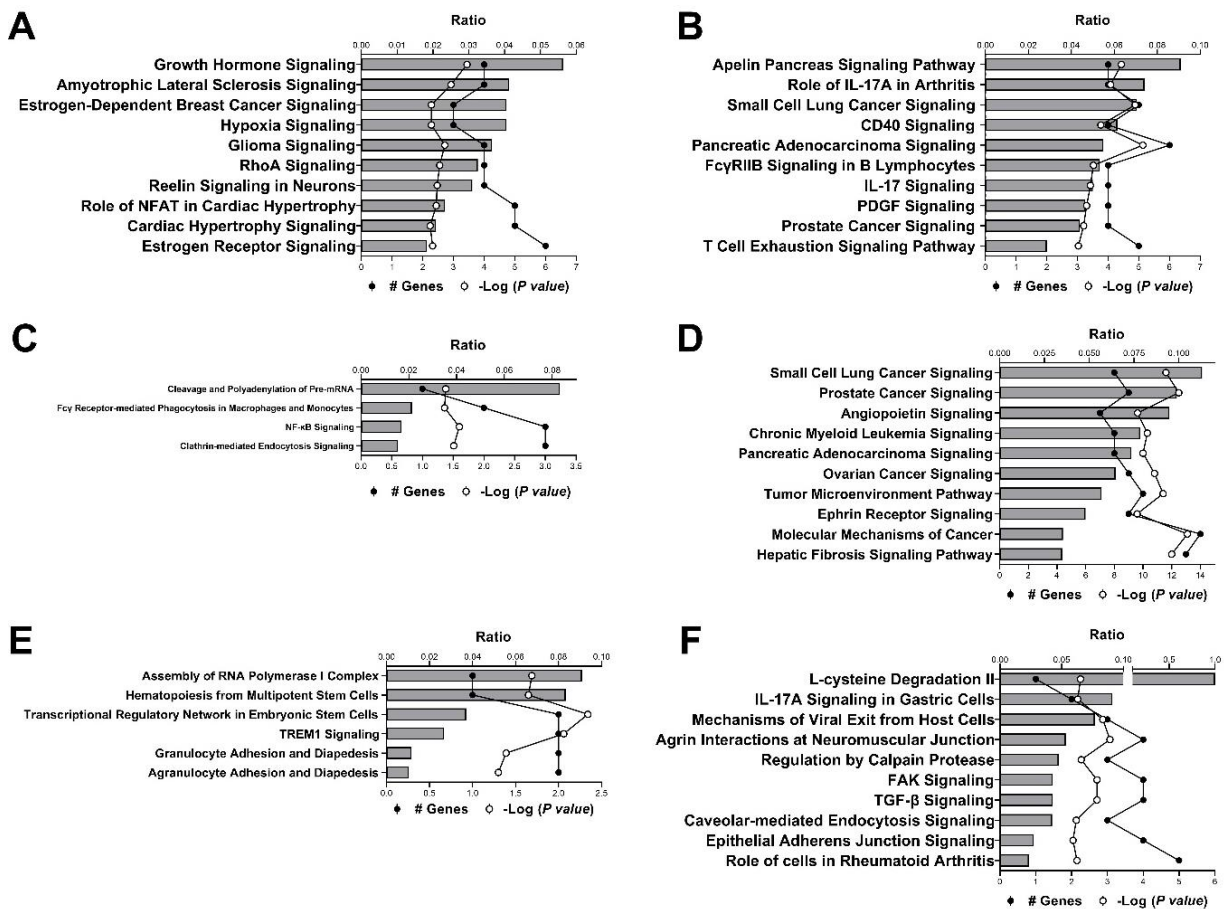 A
Ratio
0.00 0.01 0.02 0.03 0.04 0.05 0.06
Growth Hormone Signaling
Amyotrophic Lateral Sclerosis Signaling
Estrogen-Dependent Breast Cancer Signaling
Hypoxia Signaling
Glioma Signaling
RhoA Signaling
Reelin Signaling in Neurons
Role of NFAT in Cardiac Hypertrophy
Cardiac Hypertrophy Signaling
Estrogen Receptor Signaling
0 1 2 3 4 5 6 7
# Genes -Log (P value)
B
Ratio
0.00 0.02 0.04 0.06 0.08 0.10
Apelin Pancreas Signaling Pathway
Role of IL-17A in Arthritis
Small Cell Lung Cancer Signaling
CD40 Signaling
Pancreatic Adenocarcinoma Signaling
FcγRIIB Signaling in B Lymphocytes
IL-17 Signaling
PDGF Signaling
Prostate Cancer Signaling
T Cell Exhaustion Signaling Pathway
0 1 2 3 4 5 6 7
# Genes -Log (P value)
C
Ratio
0.00 0.02 0.04 0.06 0.08
Cleavage and Polyadenylation of Pre-mRNA
Fcγ Receptor-mediated Phagocytosis in Macrophages and Monocytes
NF-κB Signaling
Clathrin-mediated Endocytosis Signaling
0.0 0.5 1.0 1.5 2.0 2.5 3.0 3.5
# Genes -Log (P value)
D
Ratio
0.000 0.025 0.050 0.075 0.100
Small Cell Lung Cancer Signaling
Prostate Cancer Signaling
Angiopoietin Signaling
Chronic Myeloid Leukemia Signaling
Pancreatic Adenocarcinoma Signaling
Ovarian Cancer Signaling
Tumor Microenvironment Pathway
Ephrin Receptor Signaling
Molecular Mechanisms of Cancer
Hepatic Fibrosis Signaling Pathway
0 2 4 6 8 10 12 14
# Genes -Log (P value)
E
Ratio
0.00 0.02 0.04 0.06 0.08 0.10
Assembly of RNA Polymerase I Complex
Hematopoiesis from Multipotent Stem Cells
Transcriptional Regulatory Network in Embryonic Stem Cells
TREM1 Signaling
Granulocyte Adhesion and Diapedesis
Agranulocyte Adhesion and Diapedesis
0.0 0.5 1.0 1.5 2.0 2.5
# Genes -Log (P value)
F
Ratio
0.00 0.05 0.10 0.5 1.0
L-cysteine Degradation II
IL-17A Signaling in Gastric Cells
Mechanisms of Viral Exit from Host Cells
Agrin Interactions at Neuromuscular Junction
Regulation by Calpain Protease
FAK Signaling
TGF-β Signaling
Caveolar-mediated Endocytosis Signaling
Epithelial Adherens Junction Signaling
Role of cells in Rheumatoid Arthritis
0 1 2 3 4 5 6
# Genes -Log (P value)